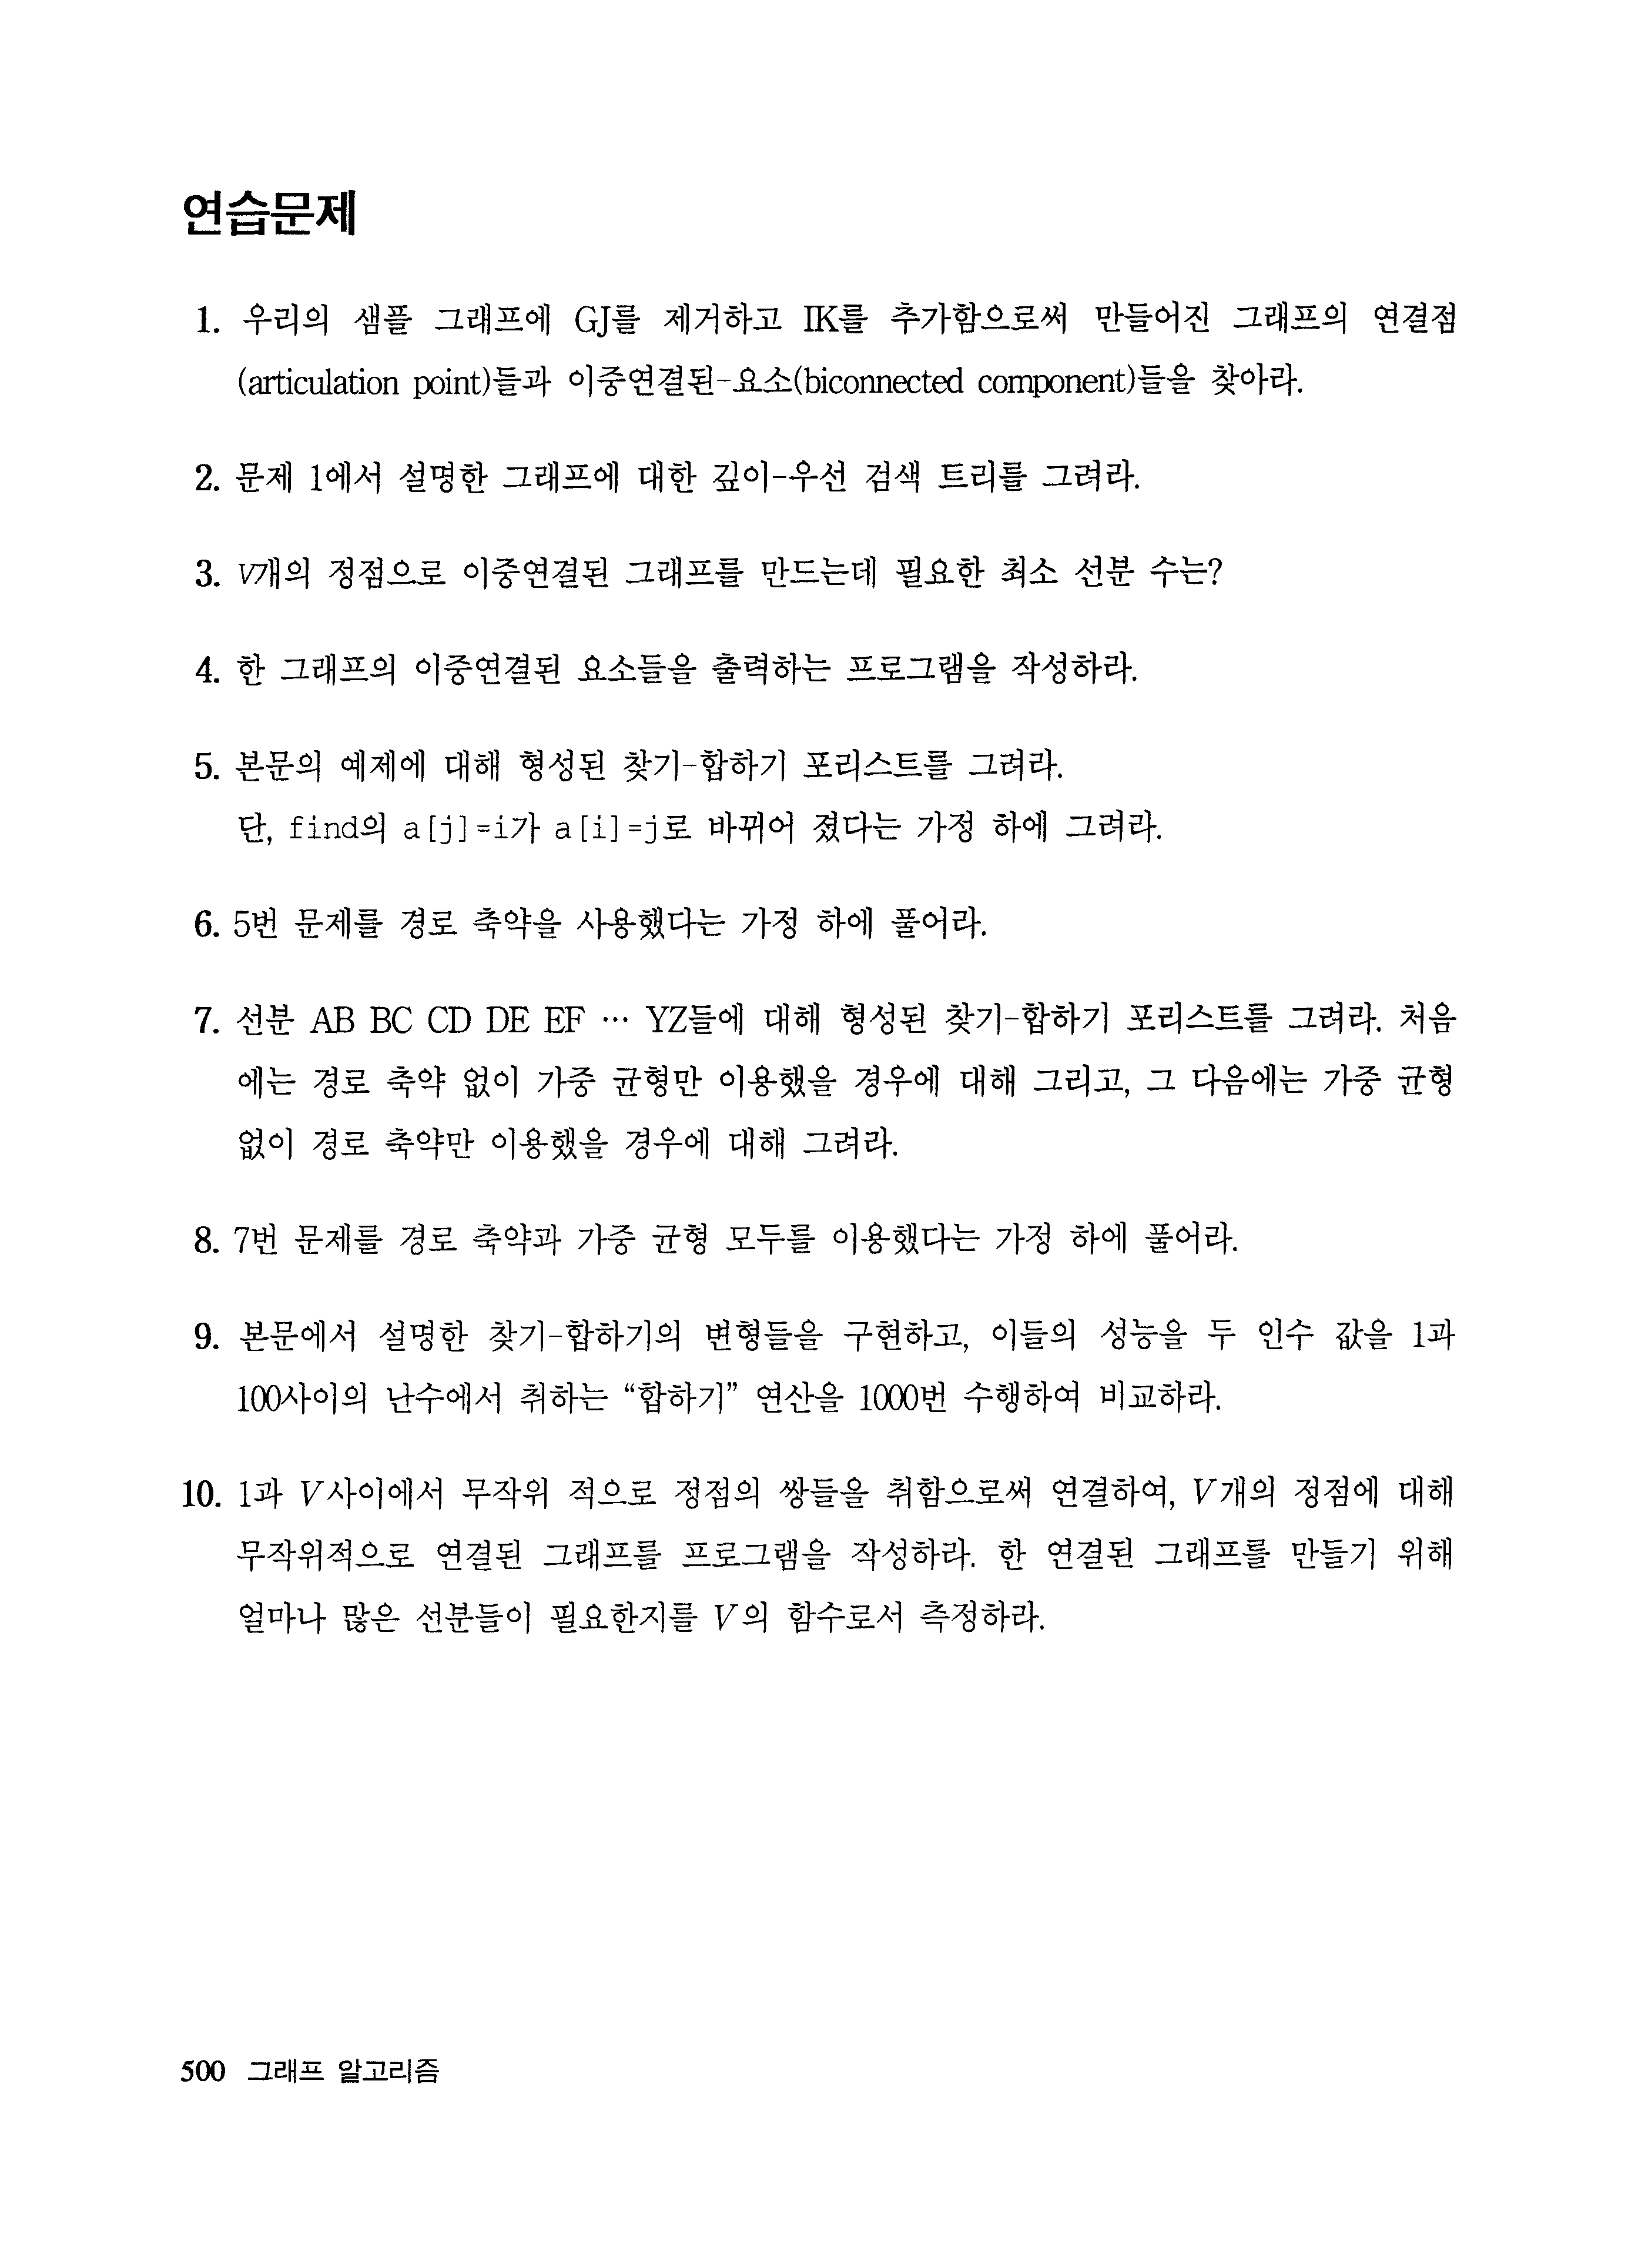 연습문제
1. 우리의 샘플 그래프에 GJ를 제거하고 IK를 추가함으로써 만들어진 그래프의 연결점
(articulation point)들과 이중연결된-요소(biconnected component)들을 찾아라.
2. 문제 1에서 설명한 그래프에 대한 깊이-우선 검색 트리를 그려라.
3. V개의 정점으로 이중연결된 그래프를 만드는데 필요한 최소 선분 수는?
4. 한 그래프의 이중연결된 요소들을 출력하는 프로그램을 작성하라.
5. 본문의 예제에 대해 형성된 찾기-합하기 포리스트를 그려라.
단, find의 a[j]=i가 a[i]=j로 바뀌어 졌다는 가정 하에 그려라.
6. 5번 문제를 경로 축약을 사용했다는 가정 하에 풀어라.
7. 선분 AB BC CD DE EF ··· YZ들에 대해 형성된 찾기-합하기 포리스트를 그려라. 처음
에는 경로 축약 없이 가중 균형만 이용했을 경우에 대해 그리고, 그 다음에는 가중 균형
없이 경로 축약만 이용했을 경우에 대해 그려라.
8. 7번 문제를 경로 축약과 가중 균형 모두를 이용했다는 가정 하에 풀어라.
9. 본문에서 설명한 찾기-합하기의 변형들을 구현하고, 이들의 성능을 두 인수 값을 1과
100사이의 난수에서 취하는 “합하기” 연산을 1000번 수행하여 비교하라.
10. 1과 V사이에서 무작위 적으로 정점의 쌍들을 취함으로써 연결하여, V개의 정점에 대해
무작위적으로 연결된 그래프를 프로그램을 작성하라. 한 연결된 그래프를 만들기 위해
얼마나 많은 선분들이 필요한지를 V의 함수로서 측정하라.
500 그래프 알고리즘